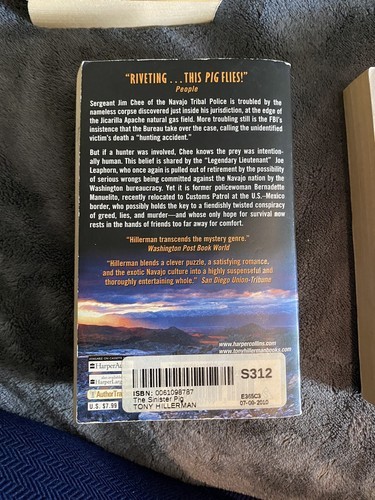 "RIVETING . . . THIS PIG FLIES!"
People
Sergeant Jim Chee of the Navajo Tribal Police is troubled by the
nameless corpse discovered just inside his jurisdiction, at the edge of
the Jicarilla Apache natural gas field. More troubling still is the FBI's
insistence that the Bureau take over the case, calling the unidentified
victim's death a "hunting accident."
But if a hunter was involved, Chee knows the prey was intention-
ally human. This belief is shared by the "Legendary Lieutenant" Joe
Leaphorn, who once again is pulled out of retirement by the possibility
of serious wrongs being committed against the Navajo nation by the
Washington bureaucracy. Yet it is former policewoman Bernadette
Manuelito, recently relocated to Customs Patrol at the U.S.–Mexico
border, who possibly holds the key to a fiendishly twisted conspiracy
of greed, lies, and murder—and whose only hope for survival now
rests in the hands of friends too far away for comfort.
"Hillerman transcends the mystery genre."
Washington Post Book World
"Hillerman blends a clever puzzle, a satisfying romance,
and the exotic Navajo culture into a highly suspenseful and
thoroughly entertaining whole." San Diego Union-Tribune
www.harpercollins.com
www.tonyhillermanbooks.com
AVAILABLE ON CASSETTE
HarperAu
HarperLar
AuthorTra
U.S. $7.99
S312
ISBN: 0061098787
The Sinister Pig
TONY HILLERMAN
E365C3
07-09-2010